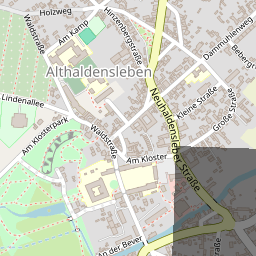 Holzweg
Waldstraße
Am Kamp
Hinzenbergstraße
Dammühlenweg
Bebergr
Althaldensleben
Kleine Straße
Große Straße
Lindenallee
Neuhaldensleber Straße
Waldstraße
Am Klosterpark
Am Kloster
An der Bever